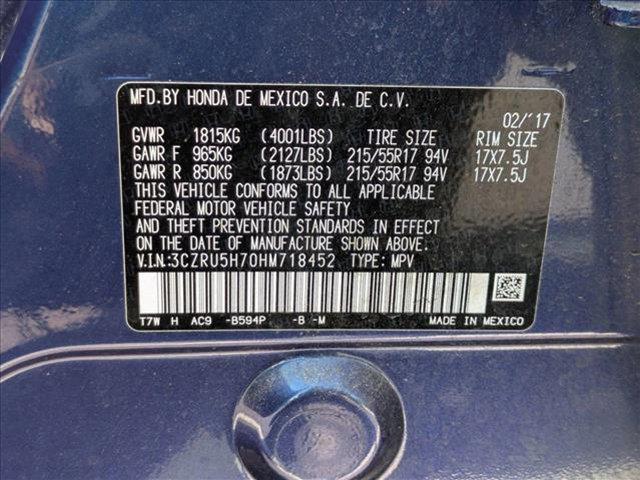 MFD.BY HONDA DE MEXICO S.A. DE C.V.
02/'17
GVWR 1815KG (4001LBS) TIRE SIZE RIM SIZE
GAWR F 965KG (2127LBS) 215/55R17 94V 17X7.5J
GAWR R 850KG (1873LBS) 215/55R17 94V 17X7.5J
THIS VEHICLE CONFORMS TO ALL APPLICABLE
FEDERAL MOTOR VEHICLE SAFETY
AND THEFT PREVENTION STANDARDS IN EFFECT
ON THE DATE OF MANUFACTURE SHOWN ABOVE.
V.I.N:3CZRU5H70HM718452 TYPE: MPV
T7W H AC9 -B594P -B -M MADE IN MEXICO